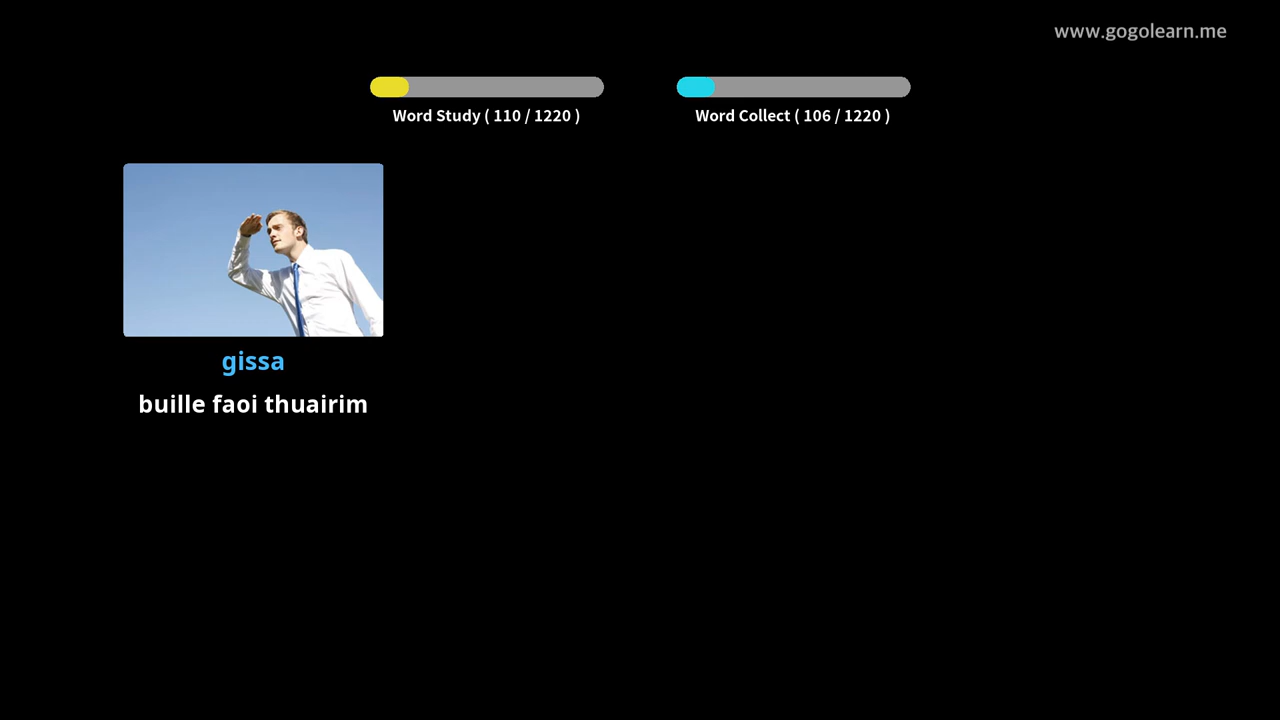 www.gogolearn.me
Word Study ( 110 / 1220 )
Word Collect ( 106 / 1220 )
gissa
buille faoi thuairim